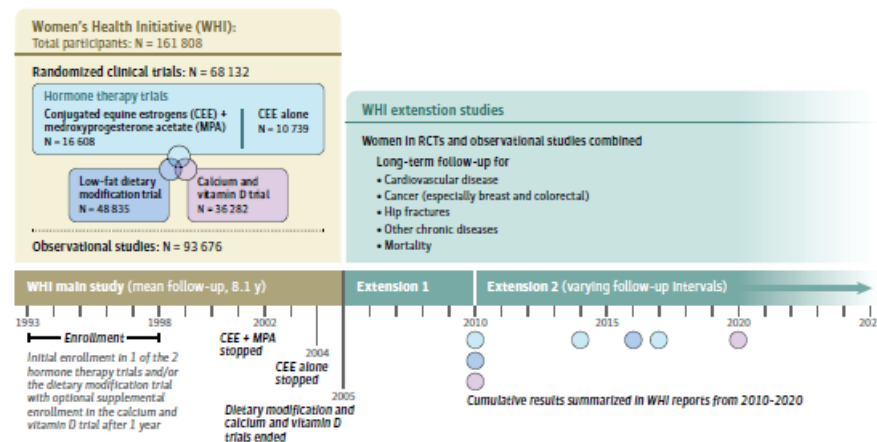 Women's Health Initiative (WHI):
Total participants: N = 161 808
Randomized clinical trials: N = 68 132
Hormone therapy trials
Conjugated equine estrogens (CEE) +
medroxyprogesterone acetate (MPA)
N = 16 608
CEE alone
N = 10 739
Low-fat dietary
modification trial
N = 48 835
Calcium and
vitamin D trial
N = 36 282
Observational studies: N = 93 676
WHI extenstion studies
Women in RCTs and observational studies combined
Long-term follow-up for
• Cardiovascular disease
• Cancer (especially breast and colorectal)
• Hip fractures
• Other chronic diseases
• Mortality
WHI main study (mean follow-up, 8.1 y)
Extension 1
Extension 2 (varying follow-up intervals)
1993
1998
2002
2010
2015
2020
202
Enrollment
Initial enrollment in 1 of the 2
hormone therapy trials and/or
the dietary modification trial
with optional supplemental
enrollment in the calcium and
vitamin D trial after 1 year
CEE + MPA
stopped
2004
CEE alone
stopped
2005
Dietary modification and
calcium and vitamin D
trials ended
Cumulative results summarized in WHI reports from 2010-2020